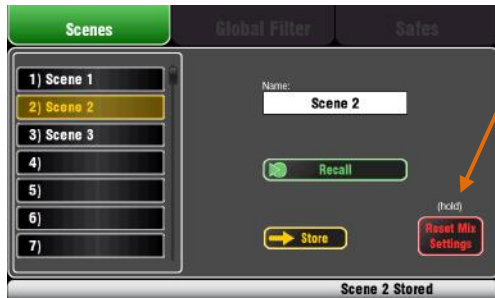 Scenes
Global Filter
Safes
1) Scene 1
2) Scene 2
3) Scene 3
4)
5)
6)
7)
Name:
Scene 2
Recall
Store
(hold)
Reset Mix
Settings
Scene 2 Stored